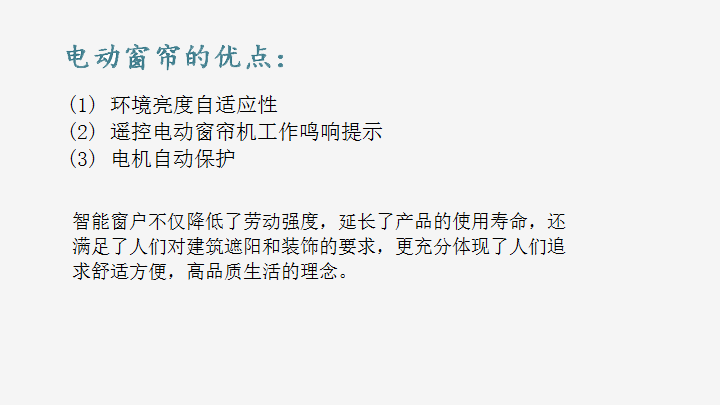 电动窗帘的优点：
(1) 环境亮度自适应性
(2) 遥控电动窗帘机工作鸣响提示
(3) 电机自动保护
智能窗户不仅降低了劳动强度，延长了产品的使用寿命，还
满足了人们对建筑遮阳和装饰的要求，更充分体现了人们追
求舒适方便，高品质生活的理念。